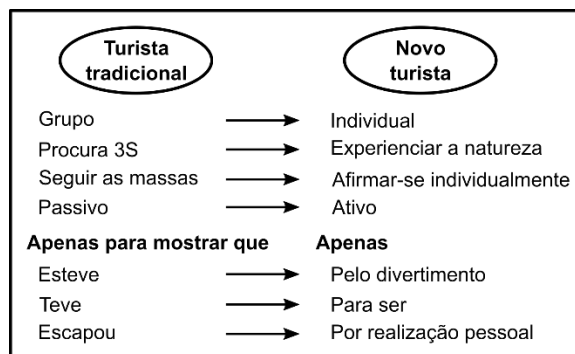 Turista tradicional
Novo turista
Grupo Individual
Procura 3S Experienciar a natureza
Seguir as massas Afirmar-se individualmente
Passivo Ativo
Apenas para mostrar que Apenas
Esteve Pelo divertimento
Teve Para ser
Escapou Por realização pessoal